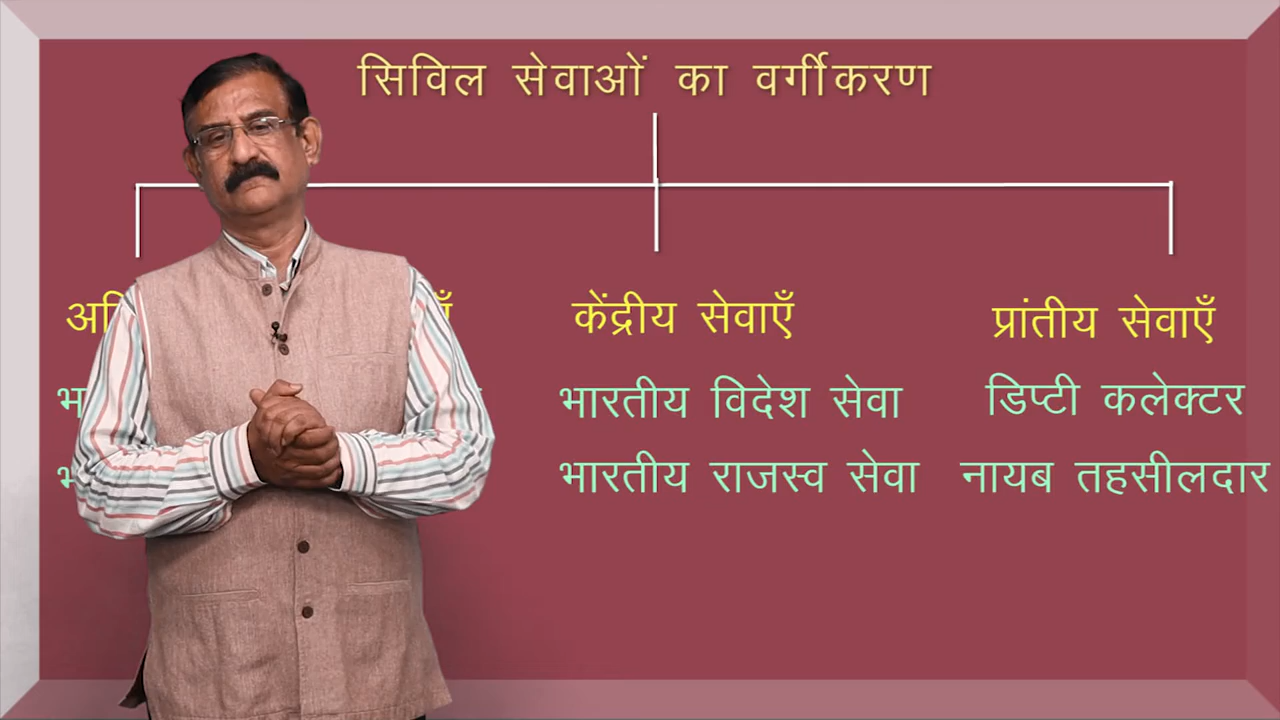 सिविल सेवाओं का वर्गीकरण
केंद्रीय सेवाएँ
भारतीय विदेश सेवा
भारतीय राजस्व सेवा
प्रांतीय सेवाएँ
डिप्टी कलेक्टर
नायब तहसीलदार